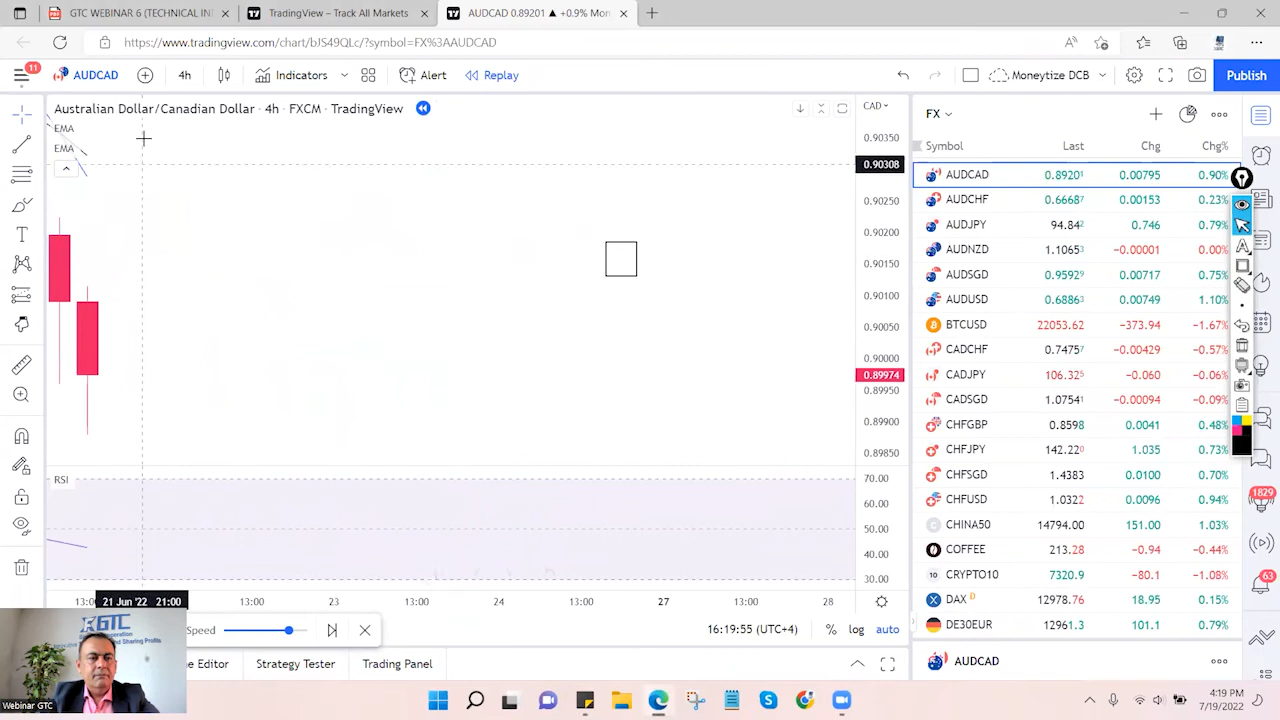 GTC WEBINAR 6 (TECHNICAL IN
TradingView – Track All Markets
AUDCAD 0.89201 ▲ +0.9% Mon
https://www.tradingview.com/chart/bJS49QLc/?symbol=FX%3AAUDCAD
11
AUDCAD
4h
Indicators
Alert
Replay
Moneytize DCB
Publish
Australian Dollar/Canadian Dollar · 4h · FXCM · TradingView
EMA
EMA
CAD
0.90350
0.90308
0.90250
0.90200
0.90150
0.90100
0.90050
0.90000
0.89974
0.89950
0.89900
0.89850
RSI
70.00
60.00
50.00
40.00
30.00
13:00
21 Jun '22 21:00
13:00
23
13:00
24
13:00
27
13:00
28
Speed
16:19:55 (UTC+4)
% log auto
Editor
Strategy Tester
Trading Panel
FX
Symbol Last Chg Chg%
AUDCAD 0.89201 0.00795 0.90%
AUDCHF 0.66687 0.00153 0.23%
AUDJPY 94.842 0.746 0.79%
AUDNZD 1.10653 −0.00001 0.00%
AUDSGD 0.95929 0.00717 0.75%
AUDUSD 0.68863 0.00749 1.10%
BTCUSD 22053.62 −373.94 −1.67%
CADCHF 0.74757 −0.00429 −0.57%
CADJPY 106.325 −0.060 −0.06%
CADSGD 1.07541 −0.00094 −0.09%
CHFGBP 0.8598 0.0041 0.48%
CHFJPY 142.220 1.035 0.73%
CHFSGD 1.4383 0.0100 0.70%
CHFUSD 1.0322 0.0096 0.94%
CHINA50 14794.00 151.00 1.03%
COFFEE 213.28 −0.94 −0.44%
CRYPTO10 7320.9 −80.1 −1.08%
DAX D 12978.76 18.95 0.15%
DE30EUR 12961.3 101.1 0.79%
AUDCAD
1829
63
GTC
Webinar GTC
4:19 PM
7/19/2022